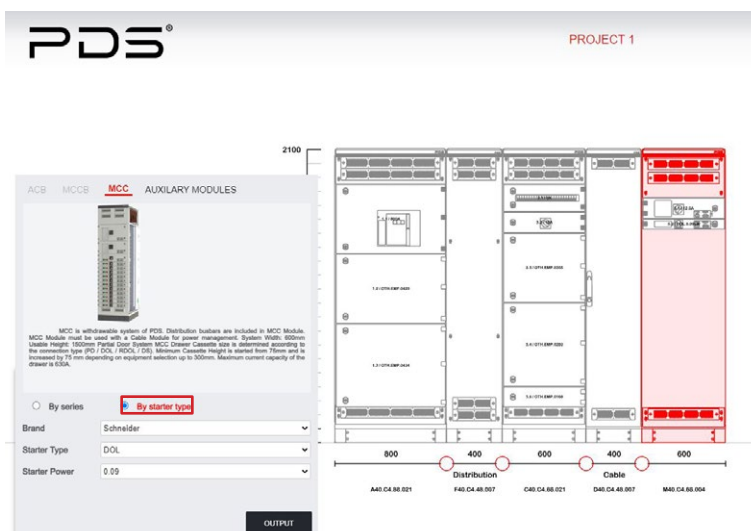 PDS®
PROJECT 1
2100
ACB MCCB MCC AUXILARY MODULES
MCC is withdrawable system of PDS. Distribution busbars are included in MCC Module.
MCC Module must be used with a Cable Module for power management. System Width: 600mm
Usable Height: 1500mm Partial Door System MCC Drawer Cassette size is determined according to
the connection type (PD / DOL / RDOL / DS). Minimum Cassette Height is started from 75mm and is
increased by 75 mm depending on equipment selection up to 300mm. Maximum current capacity of the
drawer is 630A.
By series By starter type
Brand Schneider
Starter Type DOL
Starter Power 0.09
OUTPUT
800 400 600 400 600
Distribution Cable
A40.C4.88.021 F40.C4.48.007 C40.C4.68.021 D40.C4.48.007 M40.C4.66.004